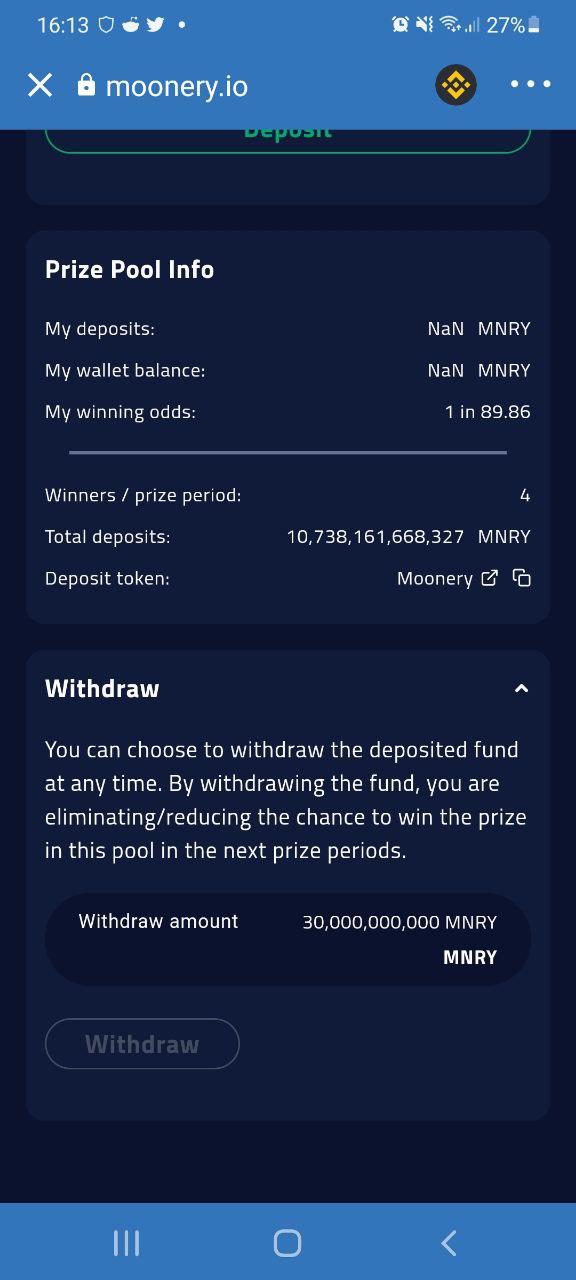 16:13
27%
moonery.io
Deposit
Prize Pool Info
My deposits: NaN MNRY
My wallet balance: NaN MNRY
My winning odds: 1 in 89.86
Winners / prize period: 4
Total deposits: 10,738,161,668,327 MNRY
Deposit token: Moonery
Withdraw
You can choose to withdraw the deposited fund
at any time. By withdrawing the fund, you are
eliminating/reducing the chance to win the prize
in this pool in the next prize periods.
Withdraw amount 30,000,000,000 MNRY
MNRY
Withdraw